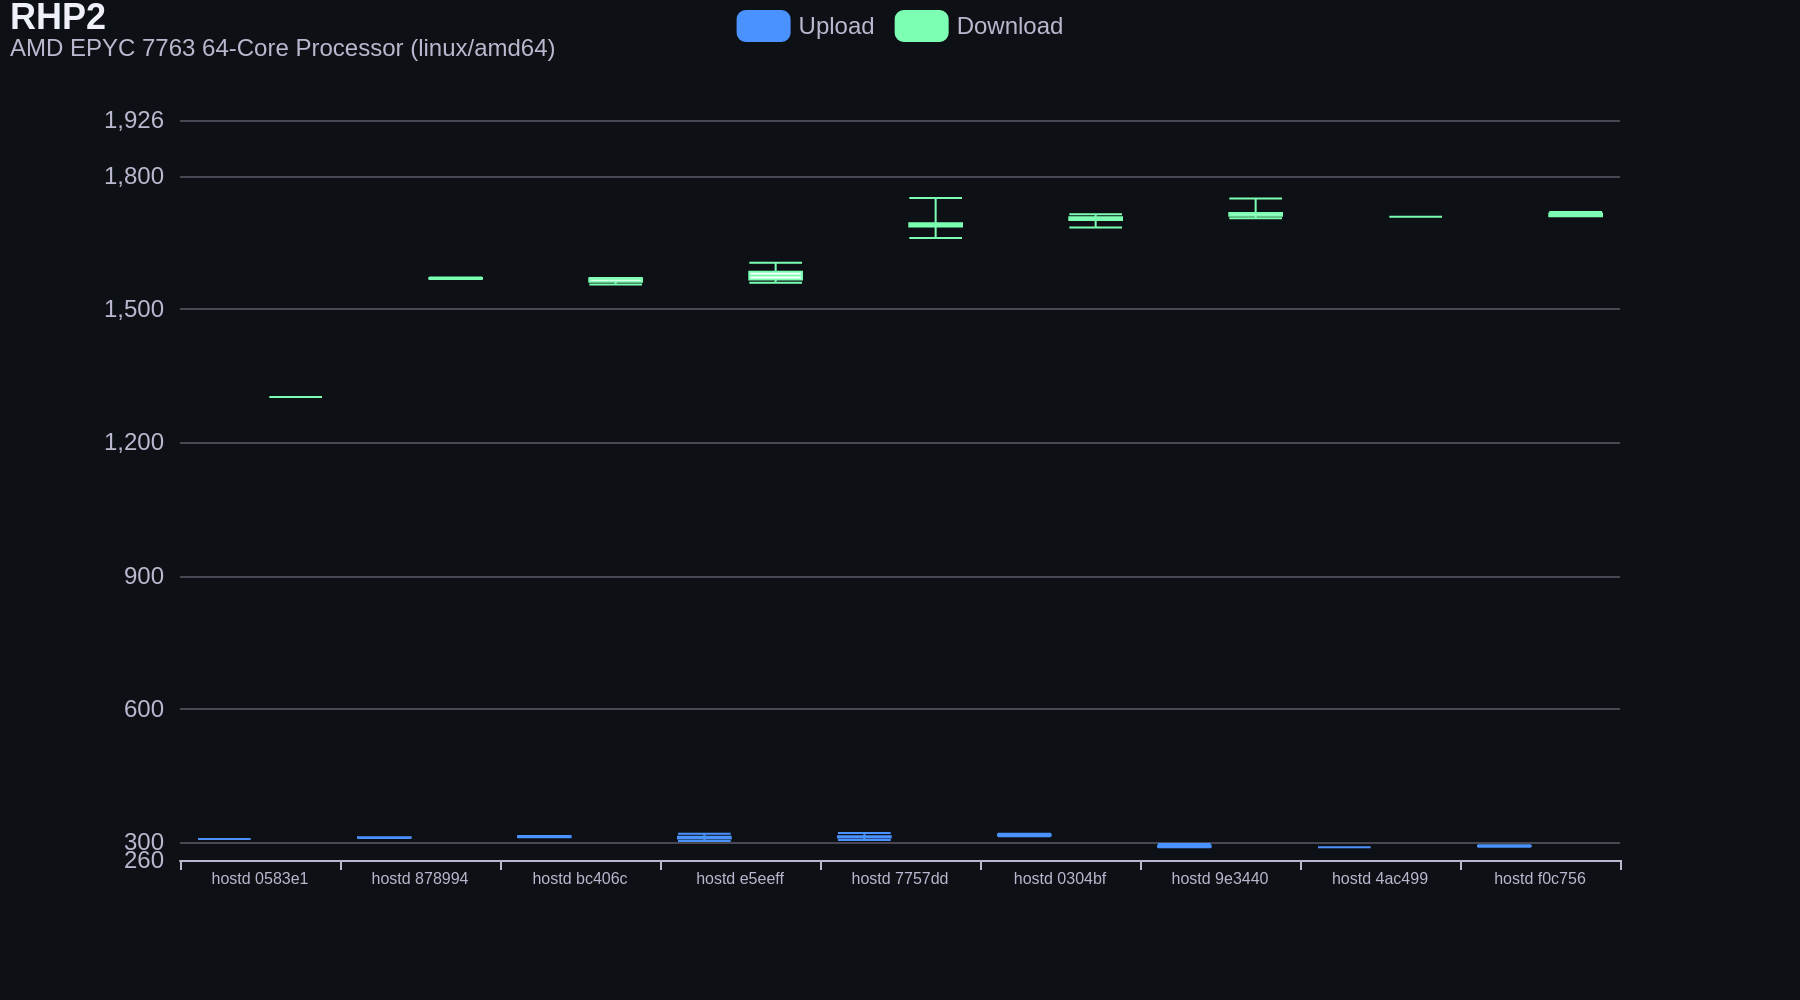 RHP2
AMD EPYC 7763 64-Core Processor (linux/amd64)
Upload
Download
1,926
1,800
1,500
1,200
900
600
300
260
hostd 0583e1
hostd 878994
hostd bc406c
hostd e5eeff
hostd 7757dd
hostd 0304bf
hostd 9e3440
hostd 4ac499
hostd f0c756